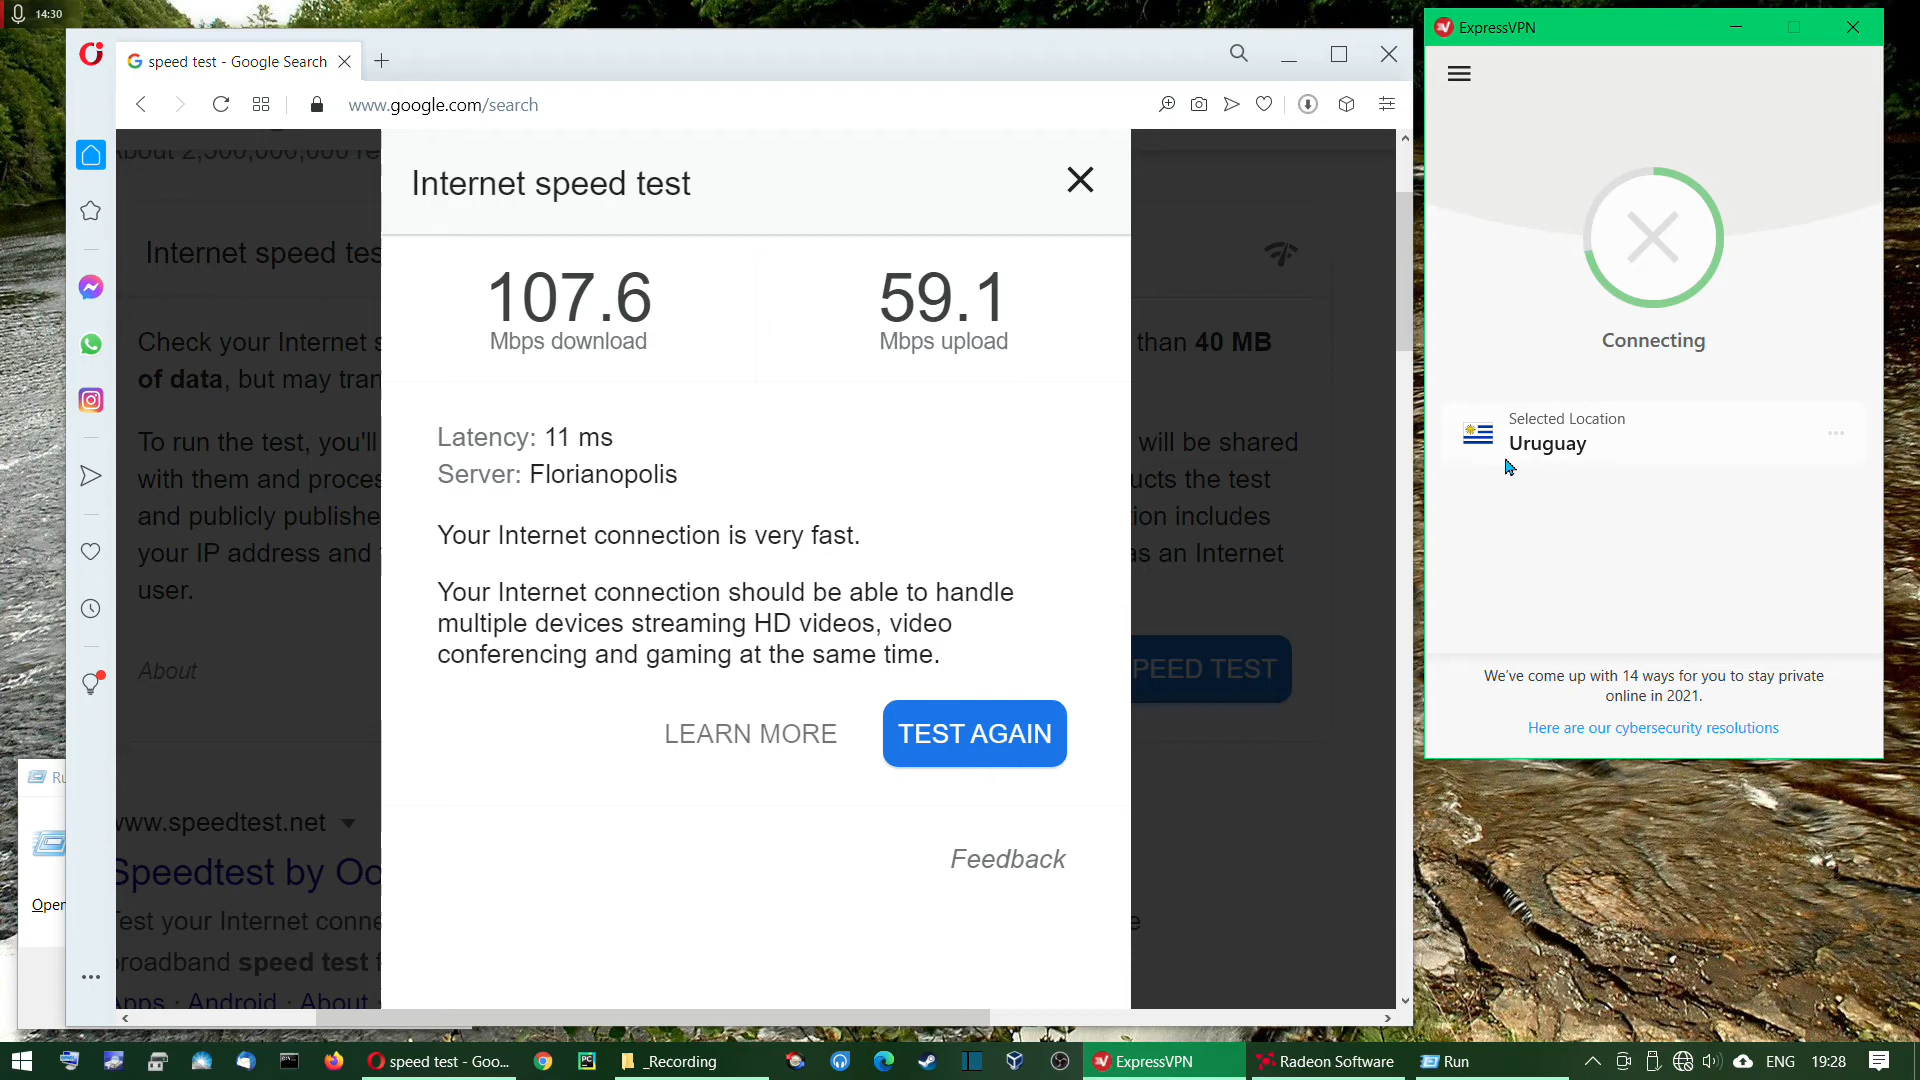 14:30
speed test - Google Search
www.google.com/search
Internet speed test
107.6
Mbps download
59.1
Mbps upload
Latency: 11 ms
Server: Florianopolis
Your Internet connection is very fast.
Your Internet connection should be able to handle
multiple devices streaming HD videos, video
conferencing and gaming at the same time.
LEARN MORE
TEST AGAIN
Feedback
Internet speed tes
Check your Internet s
than 40 MB
of data, but may tran
To run the test, you'll
will be shared
with them and proces
ucts the test
and publicly publishe
ion includes
your IP address and
as an Internet
user.
About
PEED TEST
www.speedtest.net
Speedtest by Oo
Test your Internet conne
broadband speed test
Apps · Android · About
Ru
Open
ExpressVPN
Connecting
Selected Location
Uruguay
We've come up with 14 ways for you to stay private
online in 2021.
Here are our cybersecurity resolutions
speed test - Goo...
PC
_Recording
ExpressVPN
Radeon Software
Run
ENG
19:28